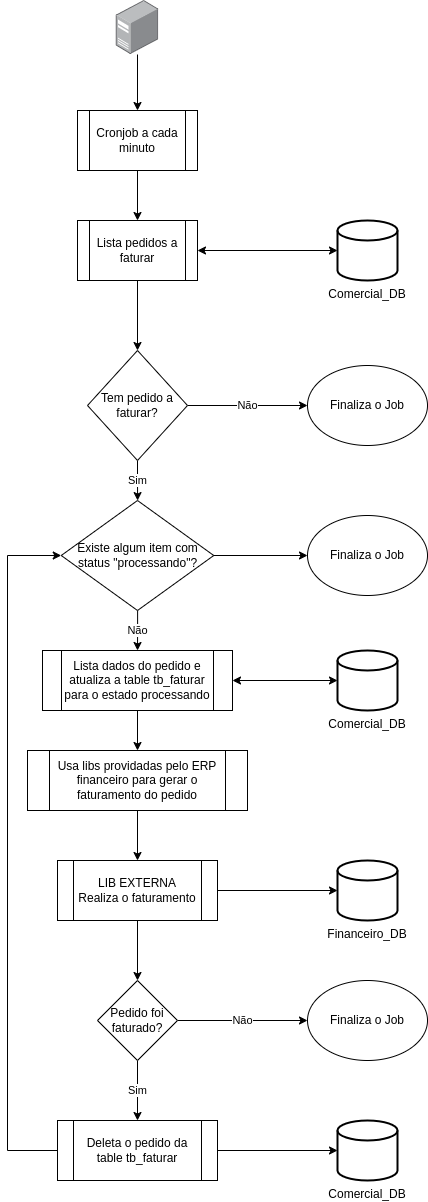 Cronjob a cada
minuto
Lista pedidos a
faturar
Comercial_DB
Tem pedido a
faturar?
Não
Finaliza o Job
Sim
Existe algum item com
status "processando"?
Finaliza o Job
Não
Lista dados do pedido e
atualiza a table tb_faturar
para o estado processando
Comercial_DB
Usa libs providadas pelo ERP
financeiro para gerar o
faturamento do pedido
LIB EXTERNA
Realiza o faturamento
Financeiro_DB
Pedido foi
faturado?
Não
Finaliza o Job
Sim
Deleta o pedido da
table tb_faturar
Comercial_DB